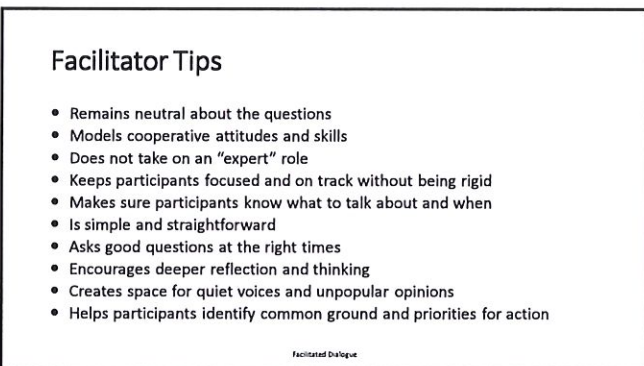 Facilitator Tips
• Remains neutral about the questions
• Models cooperative attitudes and skills
• Does not take on an “expert” role
• Keeps participants focused and on track without being rigid
• Makes sure participants know what to talk about and when
• Is simple and straightforward
• Asks good questions at the right times
• Encourages deeper reflection and thinking
• Creates space for quiet voices and unpopular opinions
• Helps participants identify common ground and priorities for action
Facilitated Dialogue